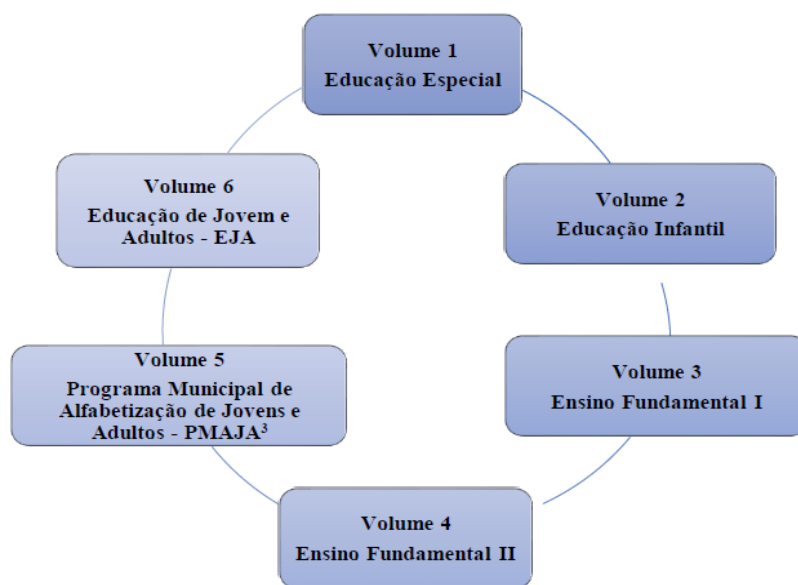 Volume 1
Educação Especial
Volume 2
Educação Infantil
Volume 3
Ensino Fundamental I
Volume 4
Ensino Fundamental II
Volume 5
Programa Municipal de
Alfabetização de Jovens e
Adultos - PMAJA³
Volume 6
Educação de Jovem e
Adultos - EJA